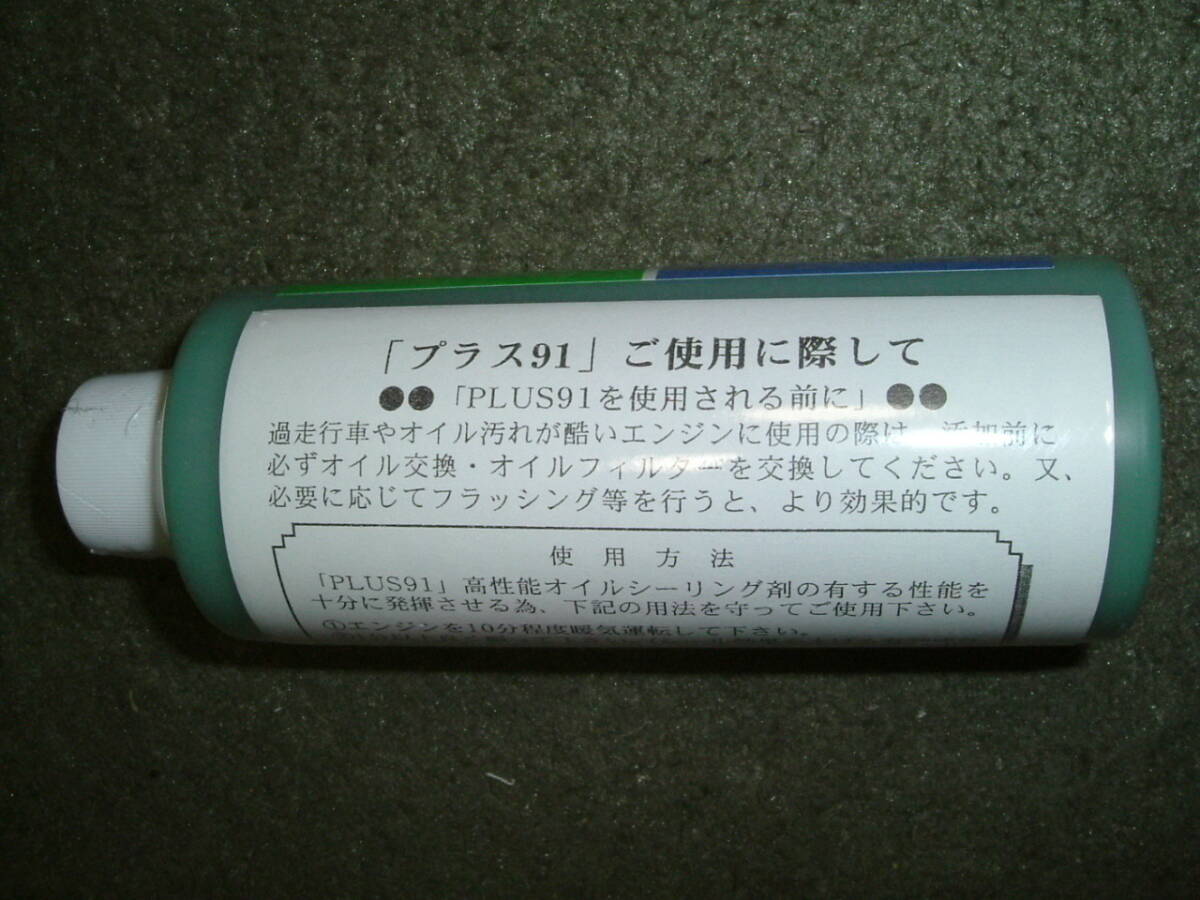 「プラス91」ご使用に際して
●●「PLUS91を使用される前に」●●
過走行車やオイル汚れが酷いエンジンに使用の際は、添加前に
必ずオイル交換・オイルフィルターを交換してください。又、
必要に応じてフラッシング等を行うと、より効果的です。
使用方法
「PLUS91」高性能オイルシーリング剤の有する性能を
十分に発揮させる為、下記の用法を守ってご使用下さい。
①エンジンを10分程度暖気運転して下さい。